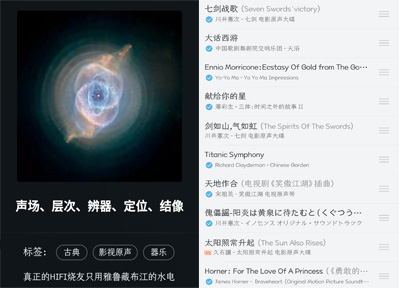 声场、层次、辨器、定位、结像
标签：
古典
影视原声
器乐
真正的HIFI烧友只用雅鲁藏布江的水电
七剑战歌 (Seven Swords 'victory)
川井憲次 - 七剑 电影原声大碟
大话西游
中国歌剧舞剧院交响乐团 - 大浴
Ennio Morricone:Ecstasy Of Gold from The Go…
Yo-Yo Ma - Yo Yo Ma Impressions
献给你的星
潘彩生 - 三体:时间之外的故事 II
剑如山,气如虹 (The Spirits Of The Swords)
川井憲次 - 七剑 电影原声大碟
Titanic Symphony
Richard Clayderman - Chinese Garden
天地作合 (电视剧《笑傲江湖》插曲)
笑傲江湖 电视原声带
傀儡謡-阳炎は黄泉に待たむと (くぐつう…
川井憲次 - イノセンス オリジナル・サウンドトラック
太阳照常升起 (The Sun Also Rises)
久石譲 - 太阳照常升起 电影原声大碟
Horner: For The Love Of A Princess (《勇敢的…
James Horner - Braveheart (Original Motion Picture Soundt…